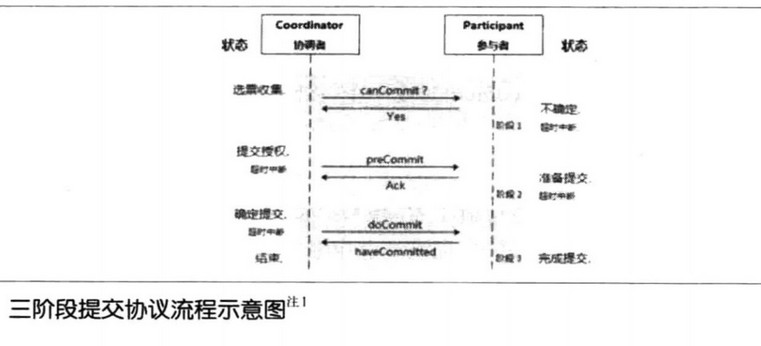 Coordinator
协调者
Participant
参与者
状态
状态
选票收集.
canCommit?
Yes
不确定.
阶段1
超时中断
提交授权.
超时中断
preCommit
Ack
准备提交.
阶段2
超时中断
确定提交.
超时中断
doCommit
haveCommitted
结束.
阶段3
完成提交.
三阶段提交协议流程示意图注1